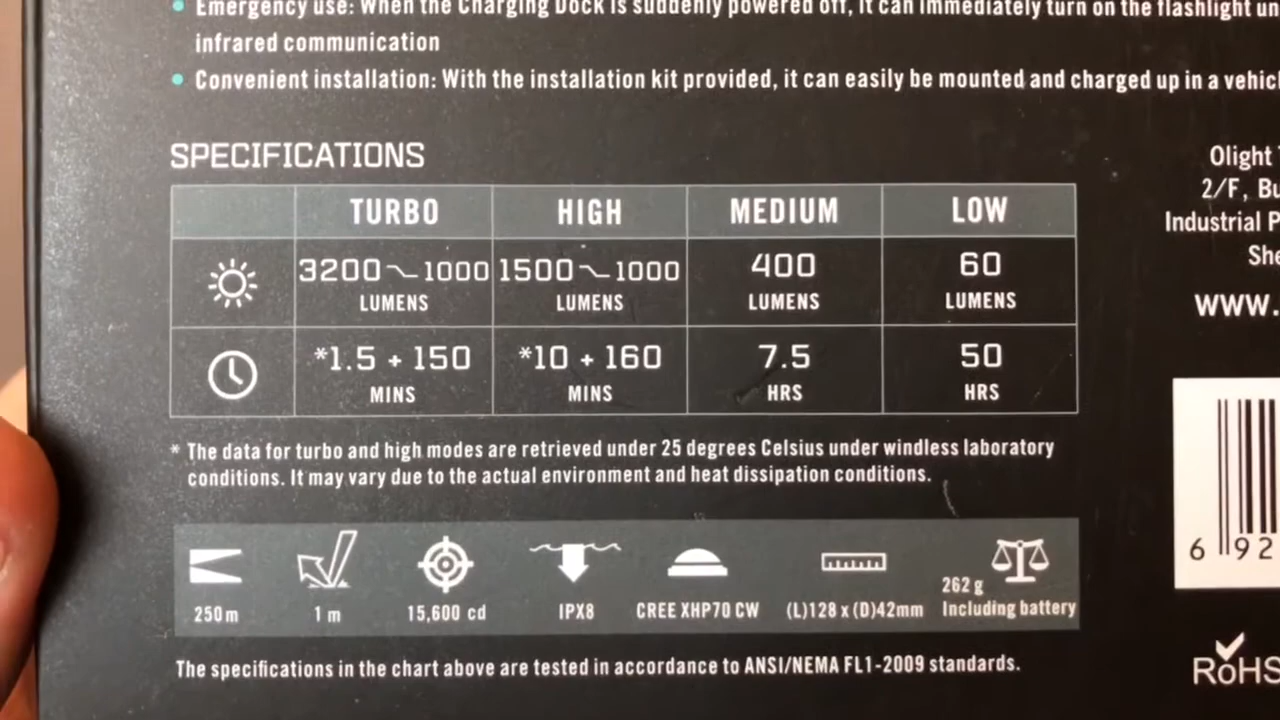 Emergency use: When the Charging Dock is suddenly powered off, it can immediately turn on the flashlight
infrared communication
Convenient installation: With the installation kit provided, it can easily be mounted and charged up in a
SPECIFICATIONS
TURBO HIGH MEDIUM LOW
3200 1000 1500 1000 400 60
LUMENS LUMENS LUMENS LUMENS
*1.5 + 150 *10 + 160 7.5 50
MINS MINS HRS HRS
* The data for turbo and high modes are retrieved under 25 degrees Celsius under windless laboratory
conditions. It may vary due to the actual environment and heat dissipation conditions.
250 m 1 m 15,600 cd IPX8 CREE XHP70 CW (L)128 x (D)42mm 262 g
Including battery
The specifications in the chart above are tested in accordance to ANSI/NEMA FL1-2009 standards.
Olight
2/F,
Industrial
WWW.
6 92
RoHS